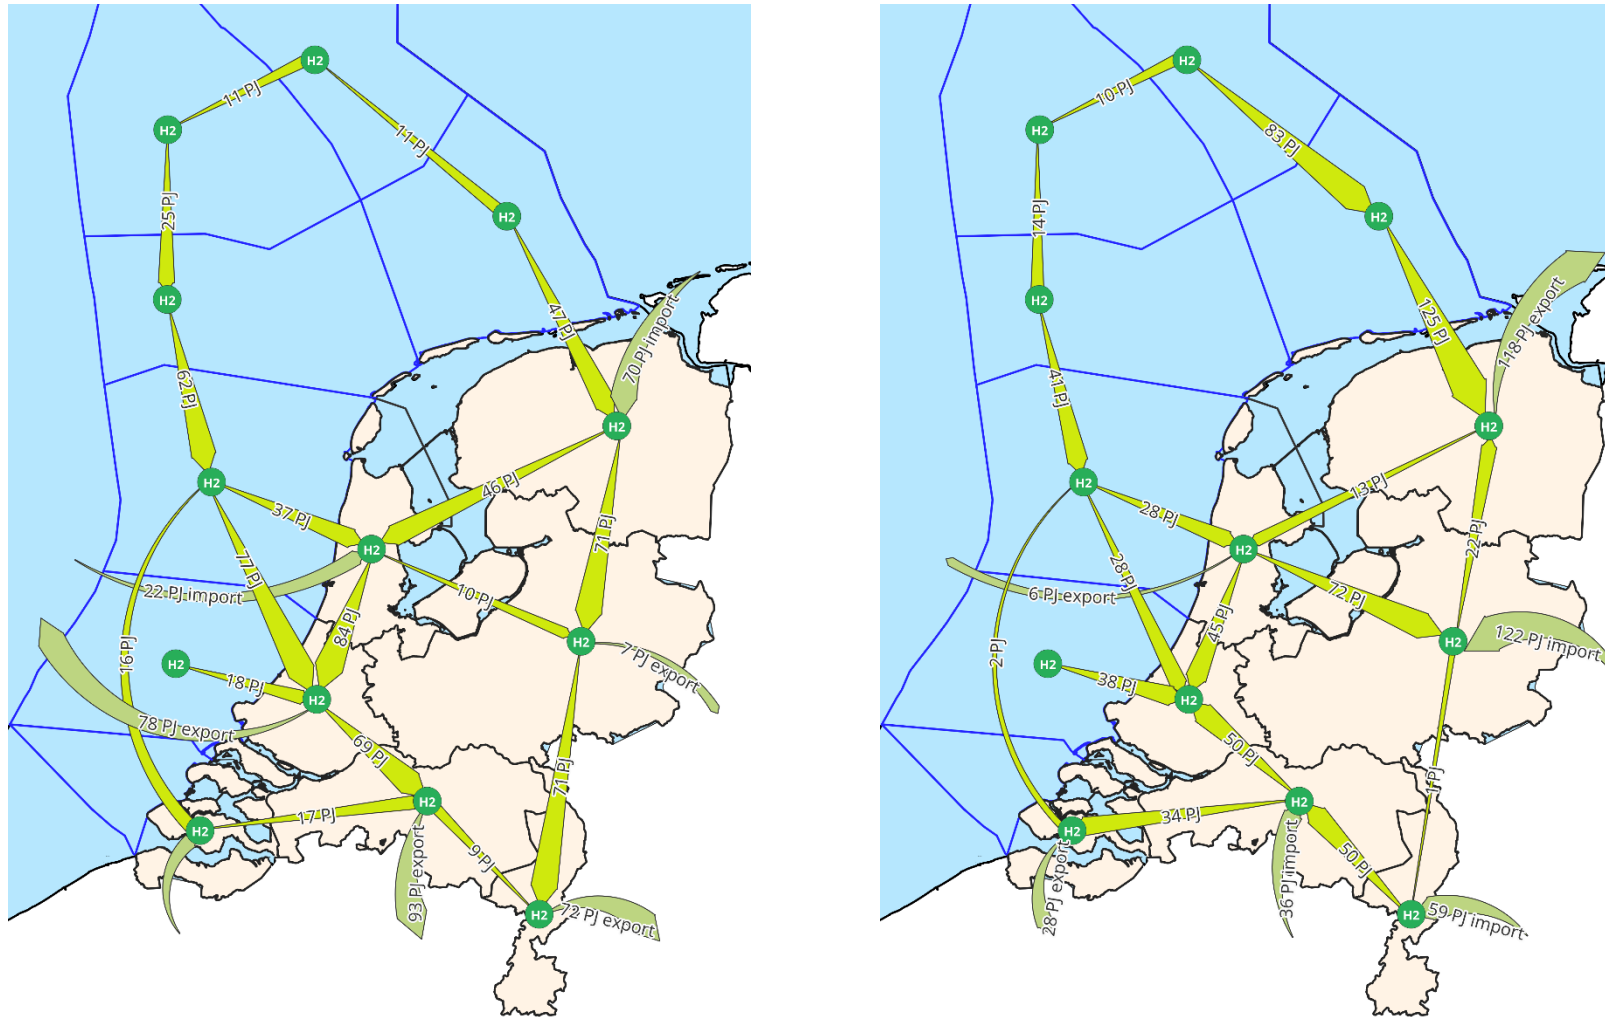 H2
11 PJ
H2
11 PJ
25 PJ
H2
H2
62 PJ
47 PJ
70 PJ import
H2
H2
37 PJ
46 PJ
71 PJ
H2
77 PJ
22 PJ import
10 PJ
84 PJ
16 PJ
H2
7 PJ export
H2
18 PJ
H2
78 PJ export
69 PJ
71 PJ
H2
17 PJ
H2
93 PJ export
9 PJ
H2
72 PJ export
H2
10 PJ
H2
83 PJ
14 PJ
H2
H2
41 PJ
125 PJ
118 PJ export
H2
H2
28 PJ
13 PJ
22 PJ
H2
28 PJ
6 PJ export
72 PJ
45 PJ
2 PJ
H2
122 PJ import
H2
38 PJ
H2
50 PJ
1 PJ
H2
34 PJ
H2
28 PJ export
36 PJ import
50 PJ
H2
59 PJ import